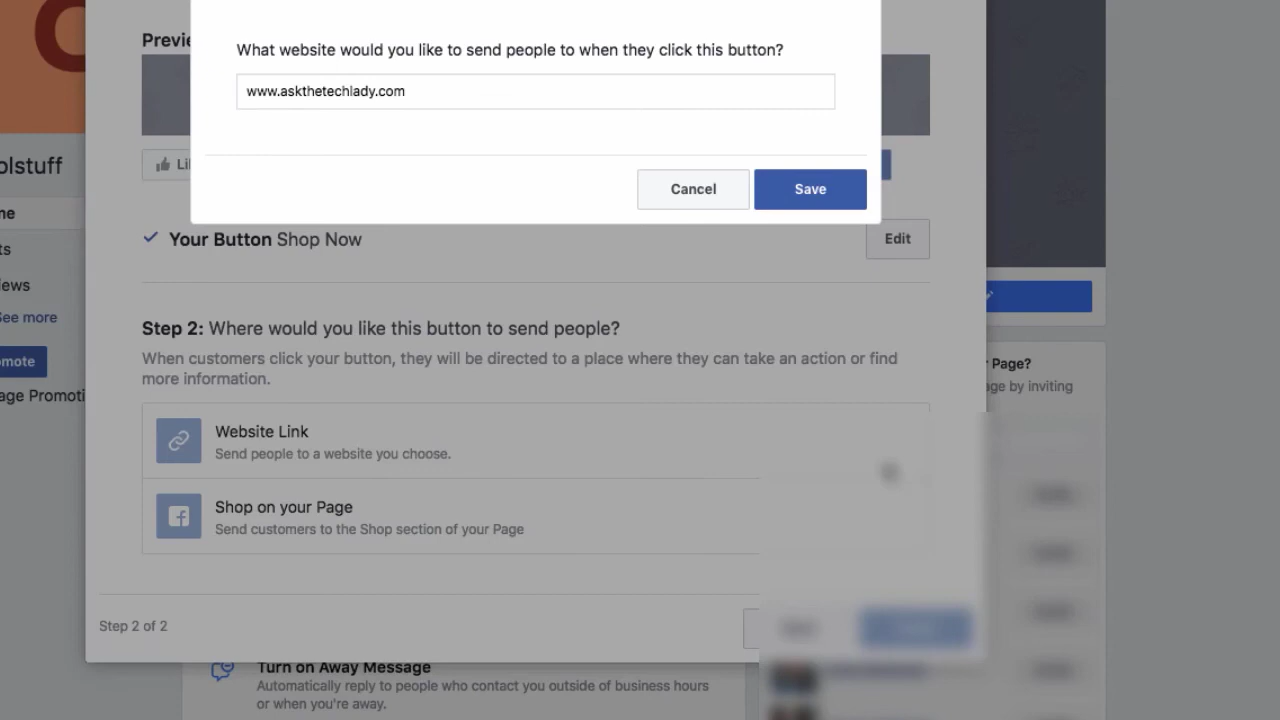 Previe
What website would you like to send people to when they click this button?
www.askthetechlady.com
Cancel
Save
Li
olstuff
ne
ts
iews
See more
mote
age Promoti
Your Button Shop Now
Edit
Step 2: Where would you like this button to send people?
When customers click your button, they will be directed to a place where they can take an action or find
more information.
Website Link
Send people to a website you choose.
Shop on your Page
Send customers to the Shop section of your Page
Step 2 of 2
Turn on Away Message
Automatically reply to people who contact you outside of business hours
or when you're away.
r Page?
age by inviting